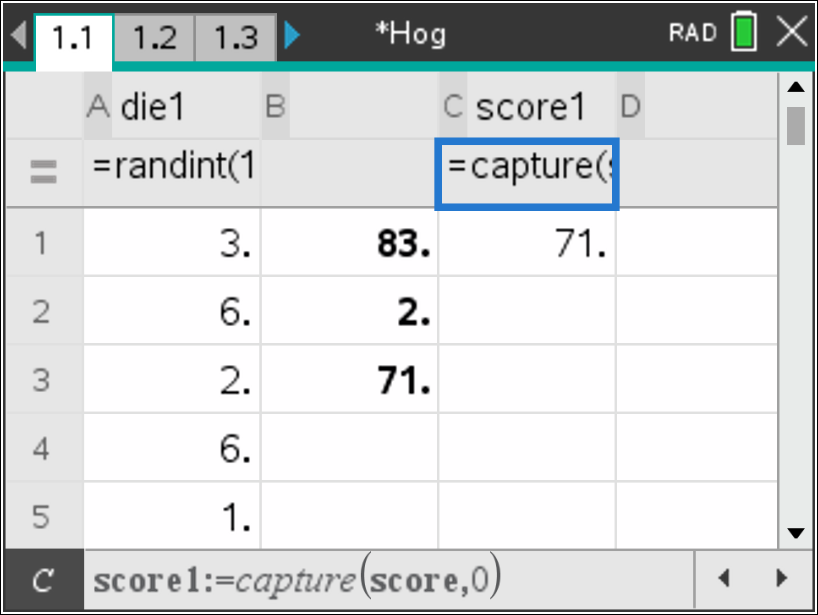 1.1 1.2 1.3 *Hog RAD
A die1 B C score1 D
= =randint(1 =capture(s
1 3. 83. 71.
2 6. 2.
3 2. 71.
4 6.
5 1.
C score1:=capture(score,0)